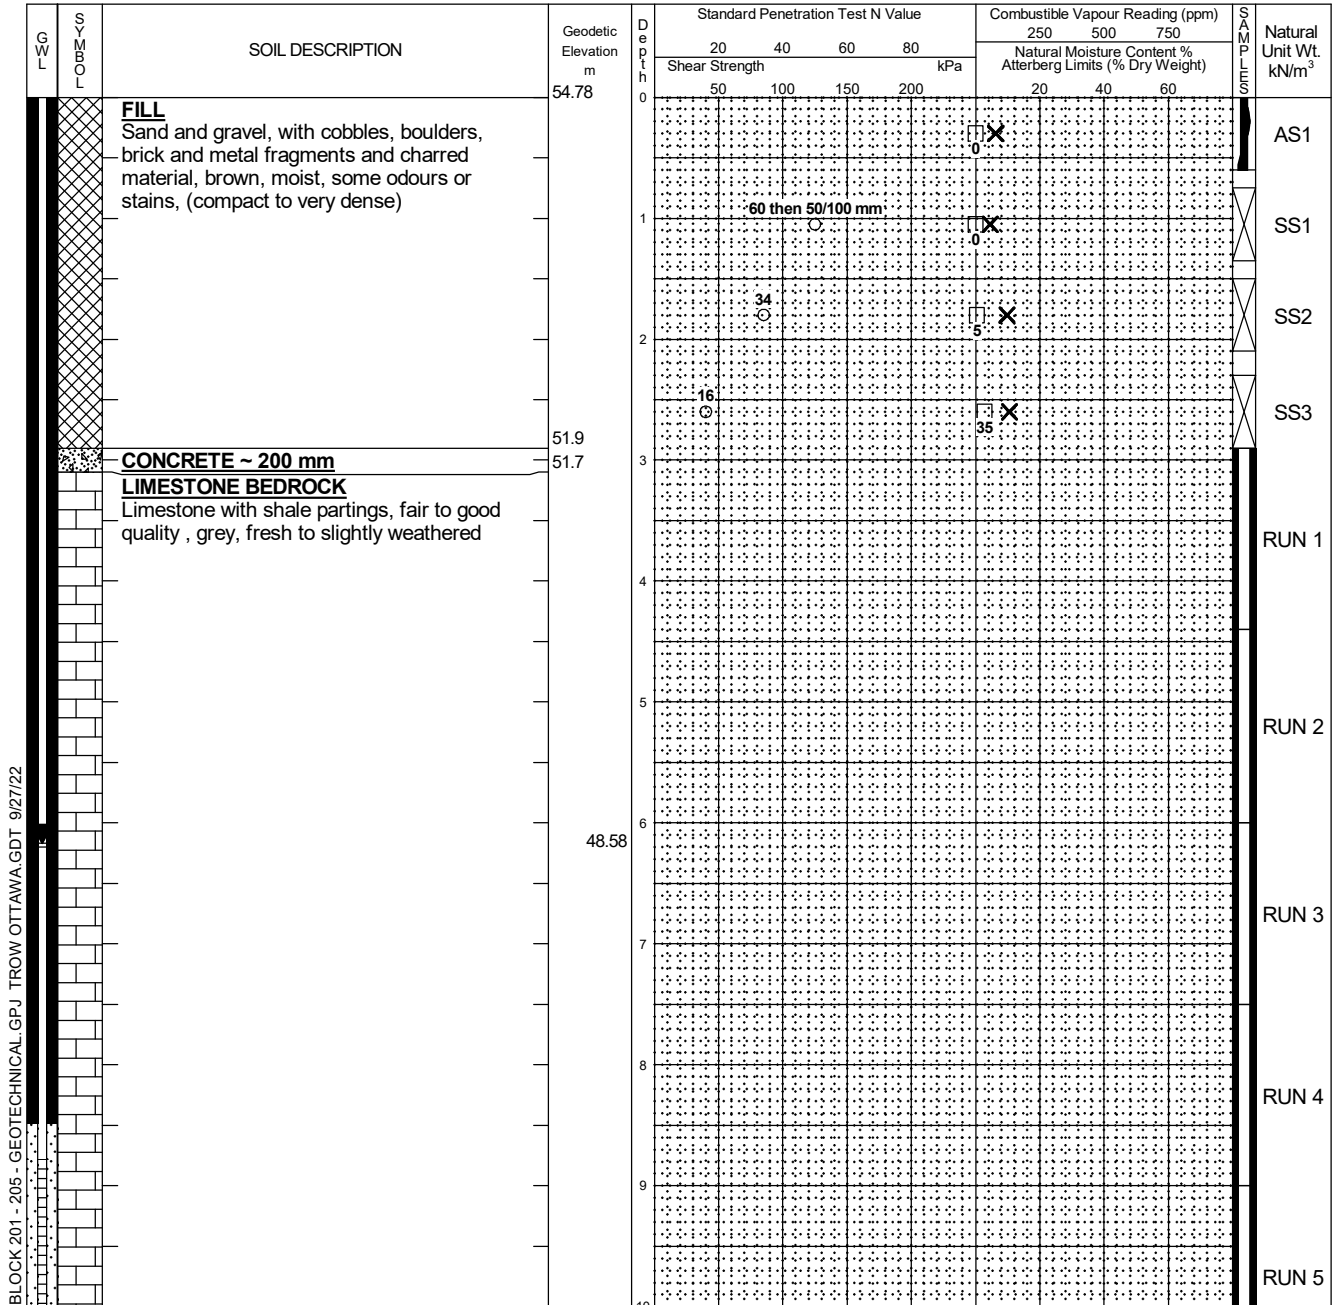 GWL
SYMBOL
SOIL DESCRIPTION
Geodetic
Elevation
m
54.78
Depth
Standard Penetration Test N Value
20 40 60 80
Shear Strength kPa
50 100 150 200
Combustible Vapour Reading (ppm)
250 500 750
Natural Moisture Content %
Atterberg Limits (% Dry Weight)
20 40 60
SAMPLES
Natural
Unit Wt.
kN/m³
0
FILL
Sand and gravel, with cobbles, boulders,
brick and metal fragments and charred
material, brown, moist, some odours or
stains, (compact to very dense)
0
AS1
60 then 50/100 mm
1
0
SS1
34
5
SS2
2
16
35
SS3
51.9
CONCRETE ~ 200 mm
51.7
3
LIMESTONE BEDROCK
Limestone with shale partings, fair to good
quality , grey, fresh to slightly weathered
RUN 1
4
5
RUN 2
6
48.58
RUN 3
7
8
RUN 4
9
RUN 5
BLOCK 201 - 205 - GEOTECHNICAL.GPJ TROW OTTAWA.GDT 9/27/22